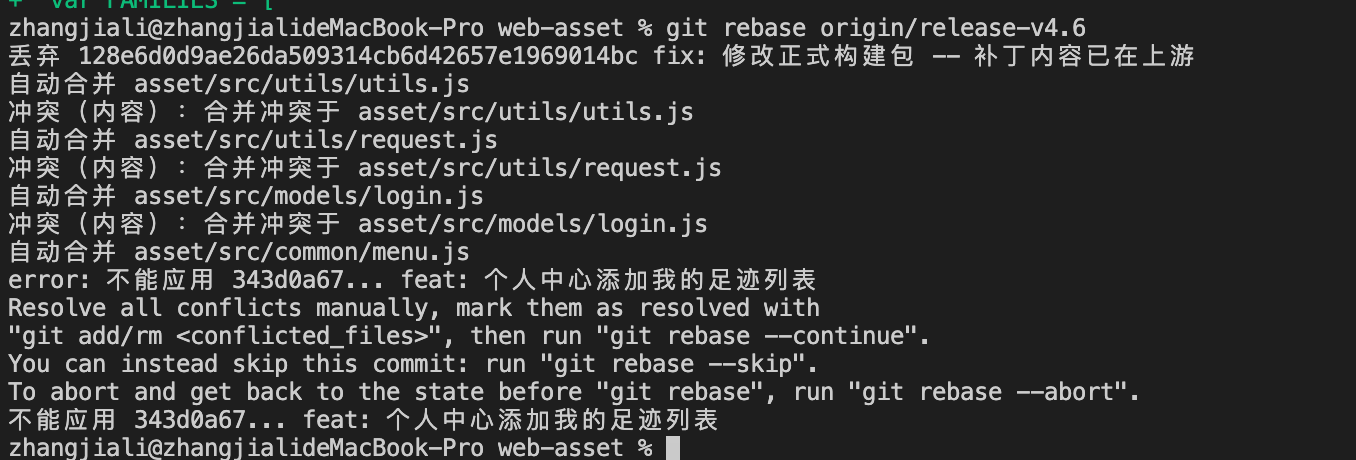 +  var FAMILIES = [
zhangjiali@zhangjialideMacBook-Pro web-asset % git rebase origin/release-v4.6
丢弃 128e6d0d9ae26da509314cb6d42657e1969014bc fix: 修改正式构建包 -- 补丁内容已在上游
自动合并 asset/src/utils/utils.js
冲突（内容）：合并冲突于 asset/src/utils/utils.js
自动合并 asset/src/utils/request.js
冲突（内容）：合并冲突于 asset/src/utils/request.js
自动合并 asset/src/models/login.js
冲突（内容）：合并冲突于 asset/src/models/login.js
自动合并 asset/src/common/menu.js
error: 不能应用 343d0a67... feat: 个人中心添加我的足迹列表
Resolve all conflicts manually, mark them as resolved with
"git add/rm <conflicted_files>", then run "git rebase --continue".
You can instead skip this commit: run "git rebase --skip".
To abort and get back to the state before "git rebase", run "git rebase --abort".
不能应用 343d0a67... feat: 个人中心添加我的足迹列表
zhangjiali@zhangjialideMacBook-Pro web-asset %